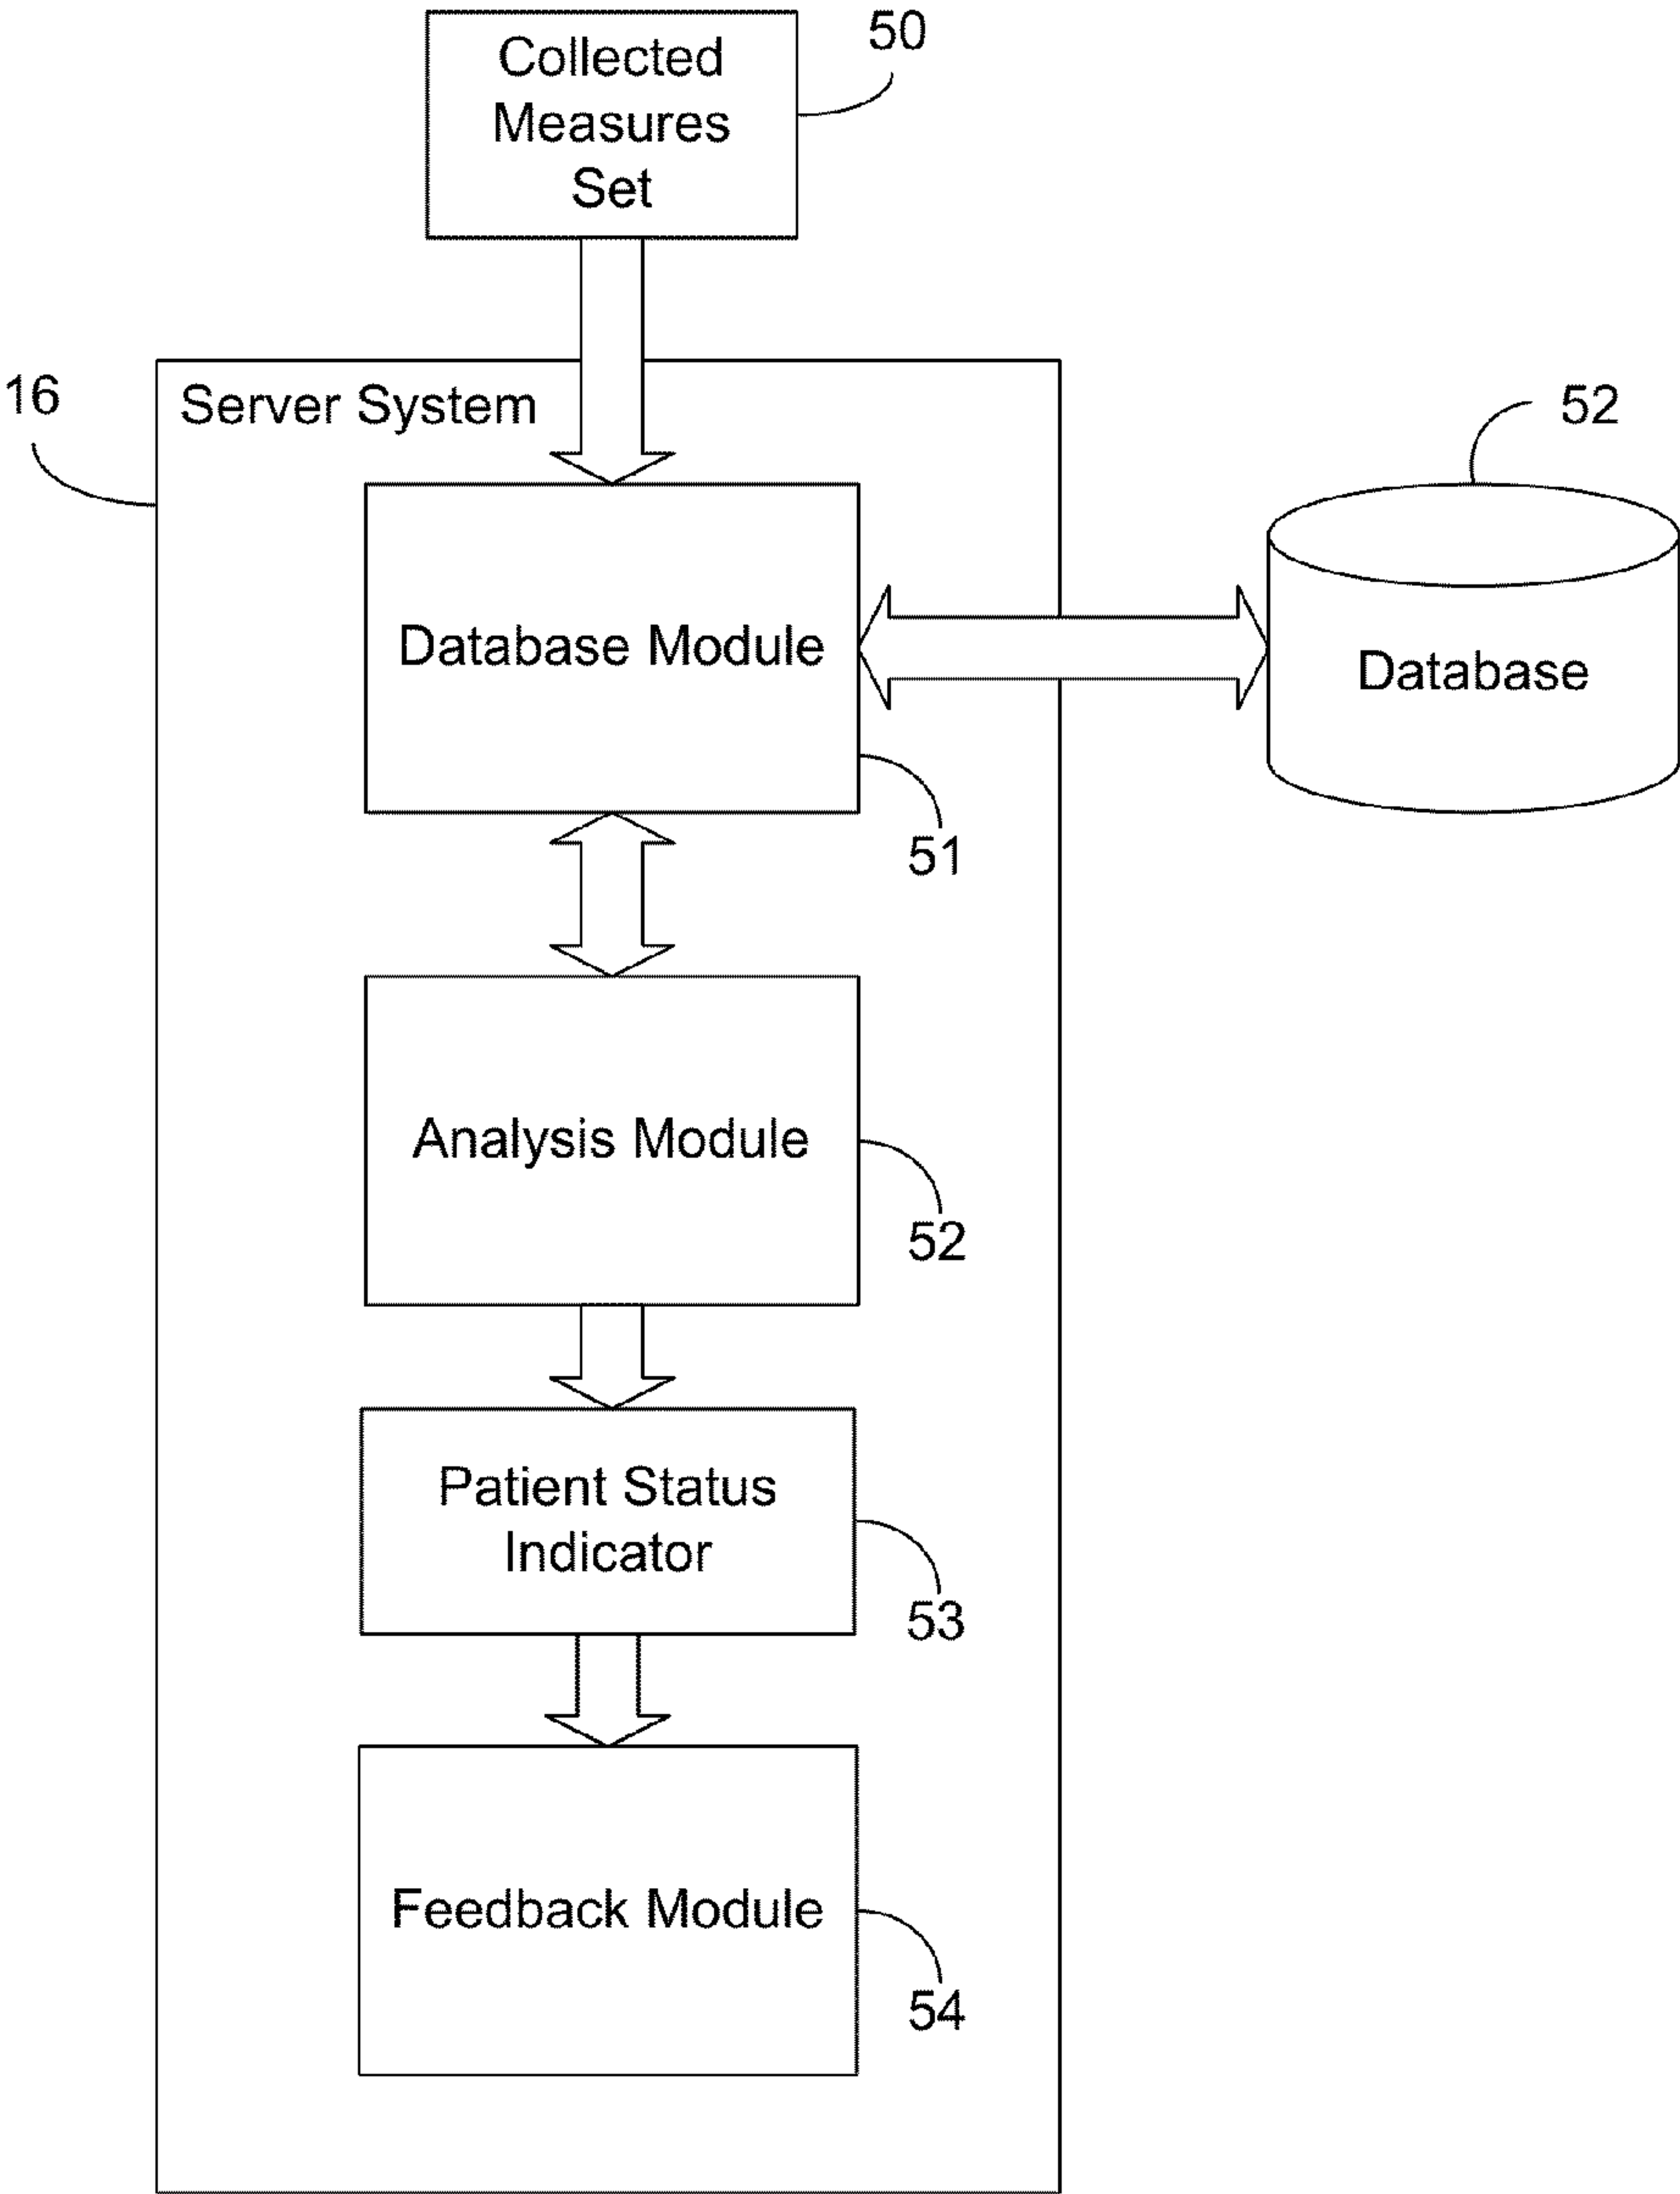 50
Collected
Measures
Set
16
Server System
52
Database Module
Database
51
Analysis Module
52
Patient Status
Indicator
53
Feedback Module
54